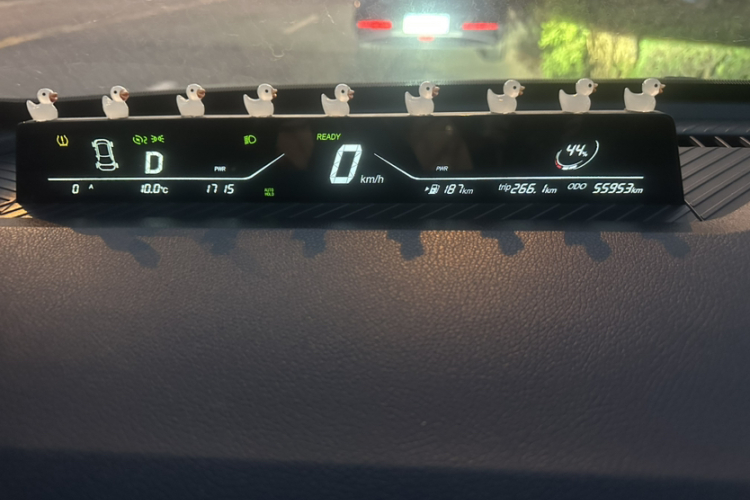 READY
44%
D
PWR
0
km/h
PWR
0 A
10.0°C
17 15
AUTO HOLD
187km
trip 266.1km
ODO 55953km